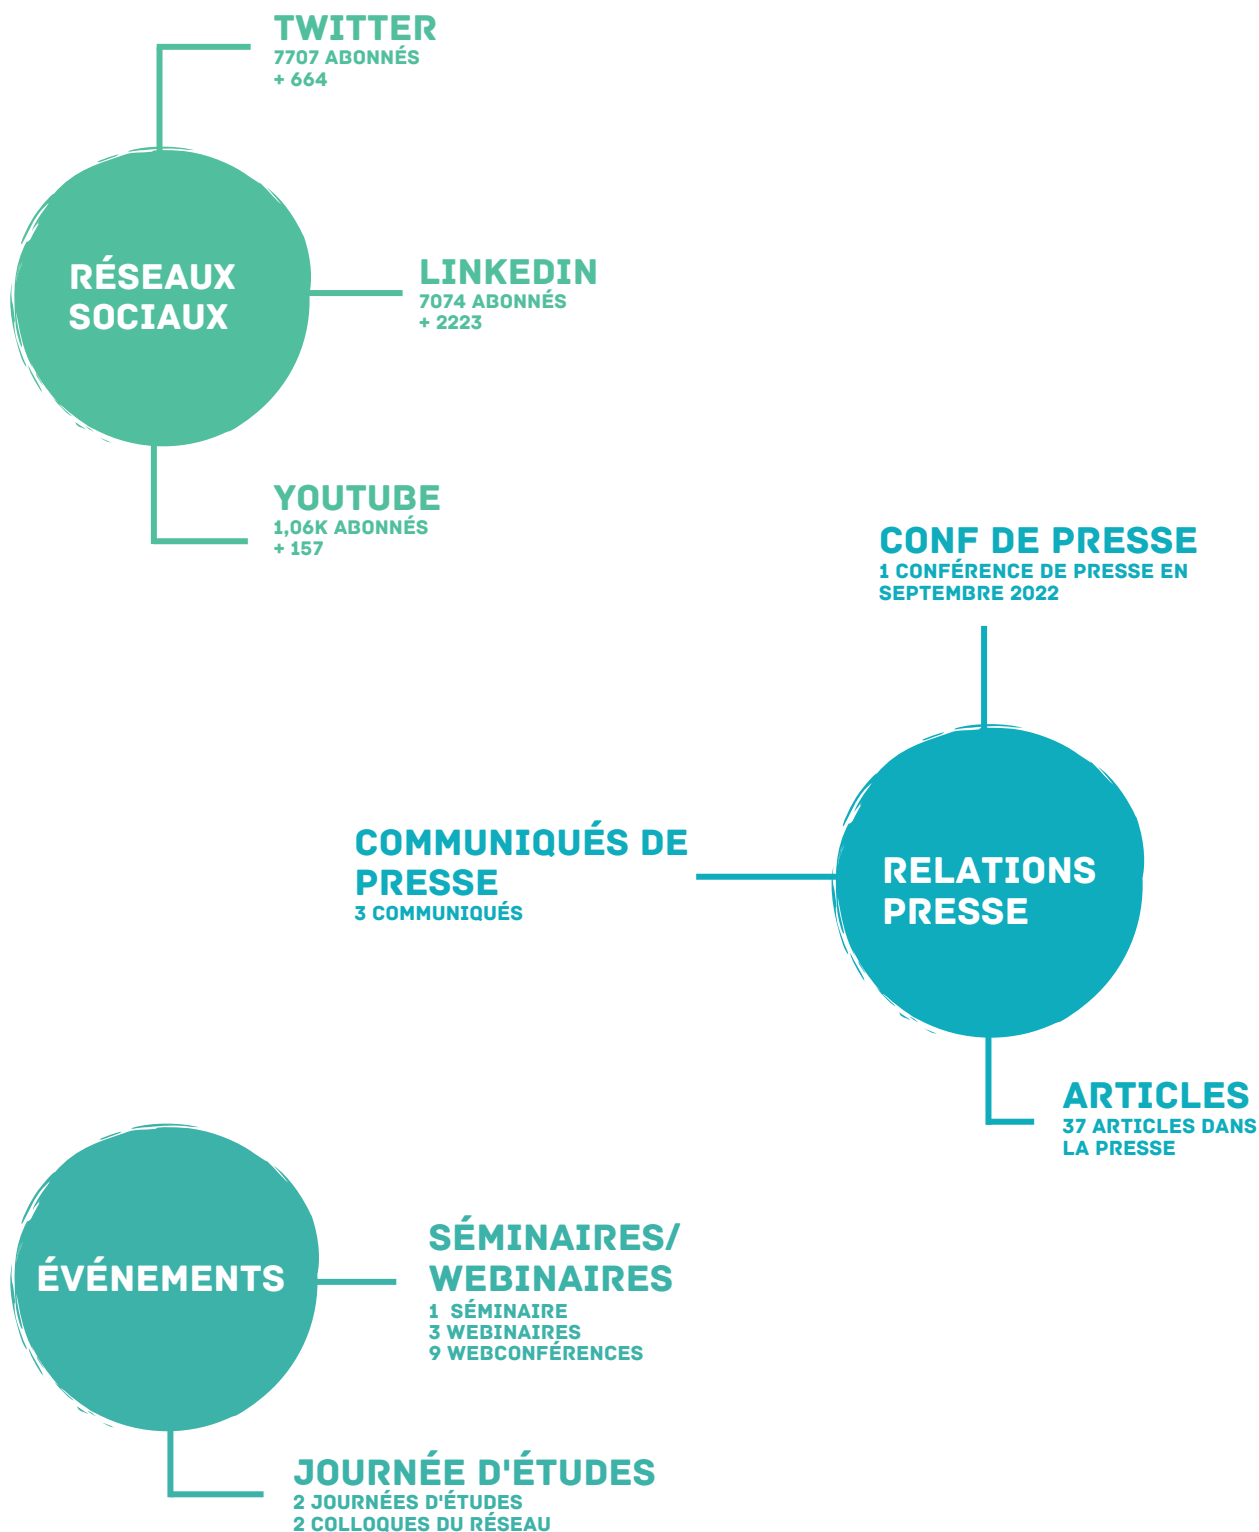 TWITTER
7707 ABONNÉS
+ 664
RÉSEAUX
SOCIAUX
LINKEDIN
7074 ABONNÉS
+ 2223
YOUTUBE
1,06K ABONNÉS
+ 157
CONF DE PRESSE
1 CONFÉRENCE DE PRESSE EN
SEPTEMBRE 2022
COMMUNIQUÉS DE
PRESSE
3 COMMUNIQUÉS
RELATIONS
PRESSE
ARTICLES
37 ARTICLES DANS
LA PRESSE
ÉVÉNEMENTS
SÉMINAIRES/
WEBINAIRES
1 SÉMINAIRE
3 WEBINAIRES
9 WEBCONFÉRENCES
JOURNÉE D'ÉTUDES
2 JOURNÉES D'ÉTUDES
2 COLLOQUES DU RÉSEAU